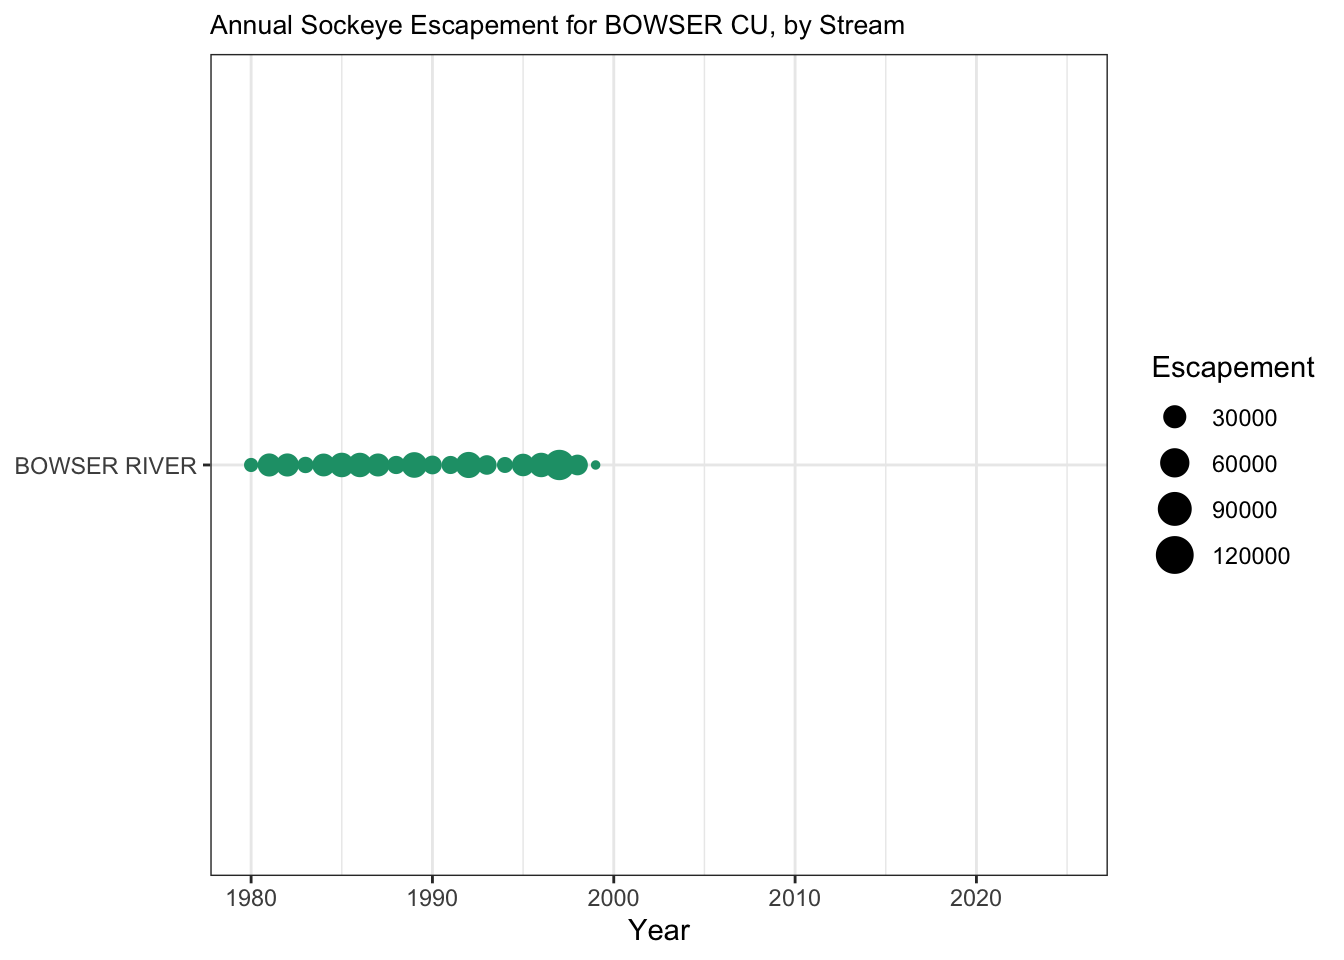 Annual Sockeye Escapement for BOWSER CU, by Stream
Escapement
30000
60000
90000
120000
BOWSER RIVER
1980 1990 2000 2010 2020
Year